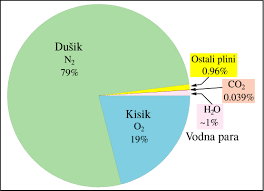 Dušik
N₂
79%
Ostali plini
0.96%
CO₂
0.039%
Kisik
O₂
19%
H₂O
~1%
Vodna para